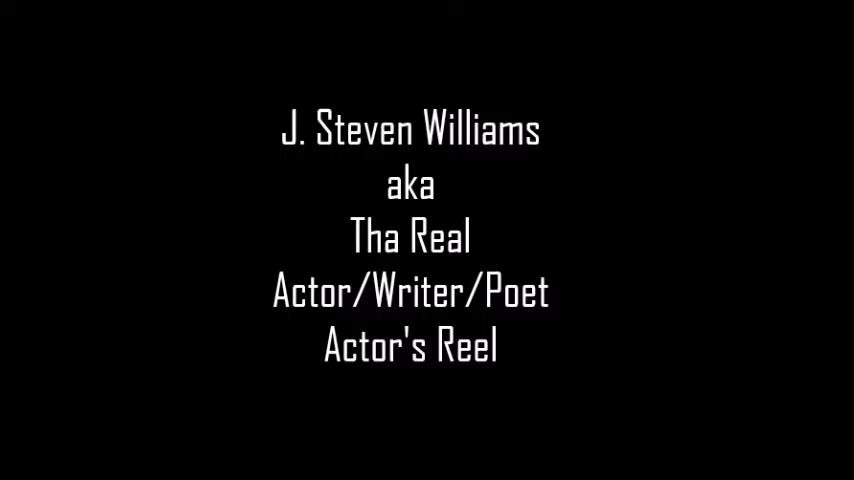 J. Steven Williams
aka
Tha Real
Actor/Writer/Poet
Actor's Reel